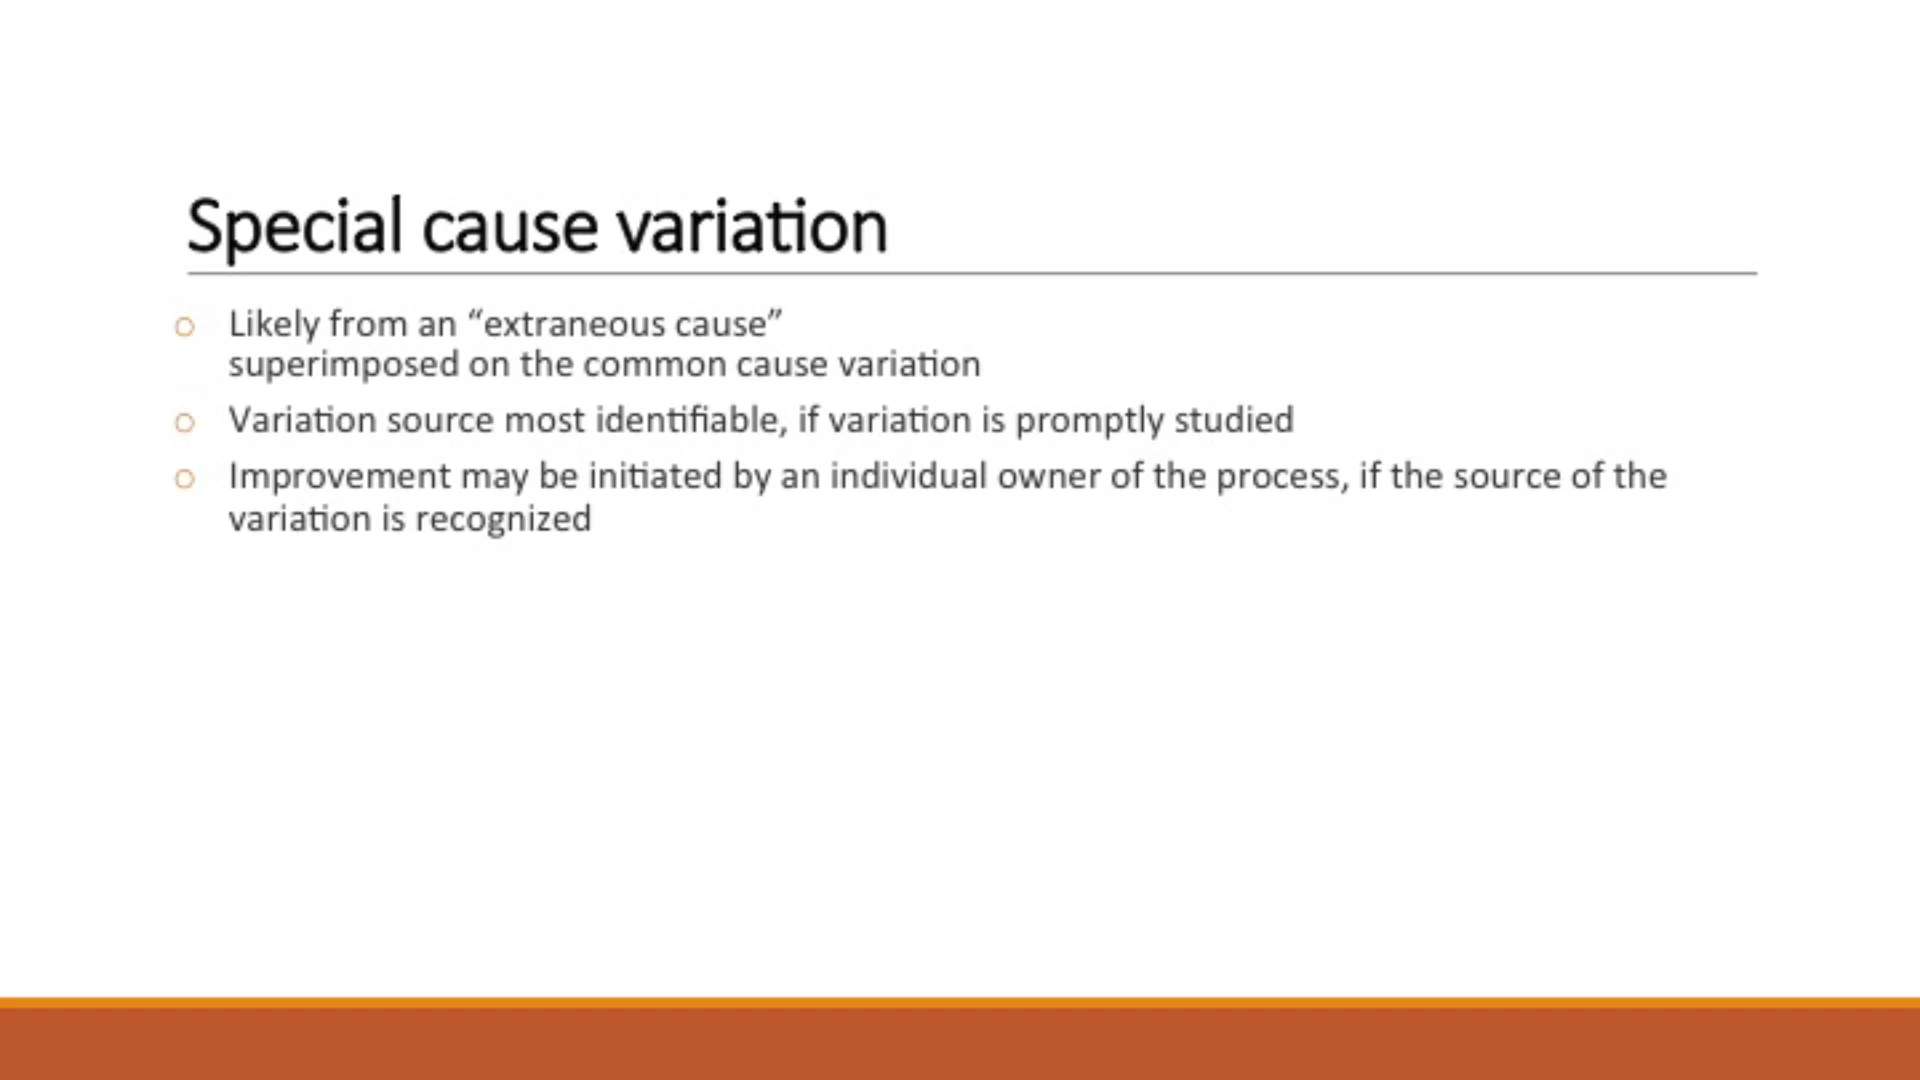 Special cause variation
Likely from an “extraneous cause”
superimposed on the common cause variation
Variation source most identifiable, if variation is promptly studied
Improvement may be initiated by an individual owner of the process, if the source of the
variation is recognized